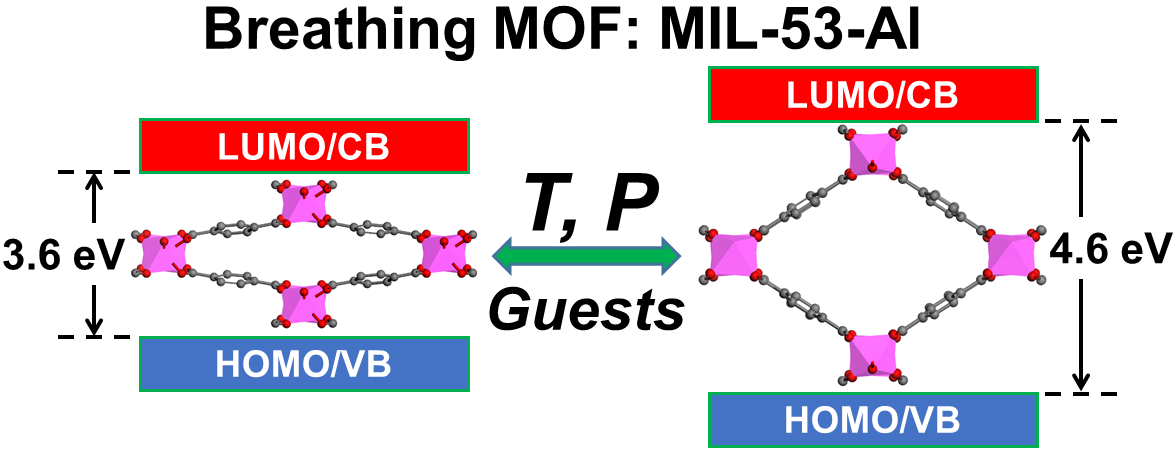 Breathing MOF: MIL-53-Al
LUMO/CB
3.6 eV
HOMO/VB
T, P
Guests
LUMO/CB
4.6 eV
HOMO/VB